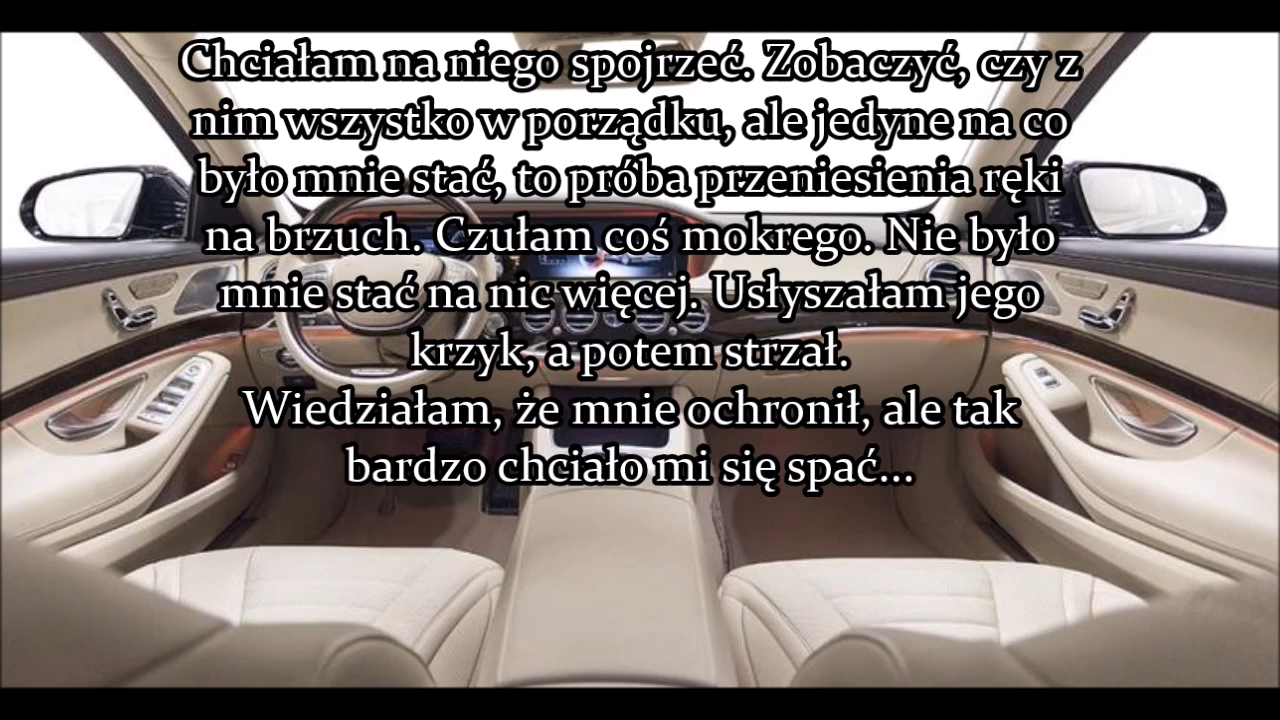 Chciałam na niego spojrzeć. Zobaczyć, czy z
nim wszystko w porządku, ale jedyne na co
było mnie stać, to próba przeniesienia ręki
na brzuch. Czułam coś mokrego. Nie było
mnie stać na nic więcej. Usłyszałam jego
krzyk, a potem strzał.
Wiedziałam, że mnie ochronił, ale tak
bardzo chciało mi się spać...